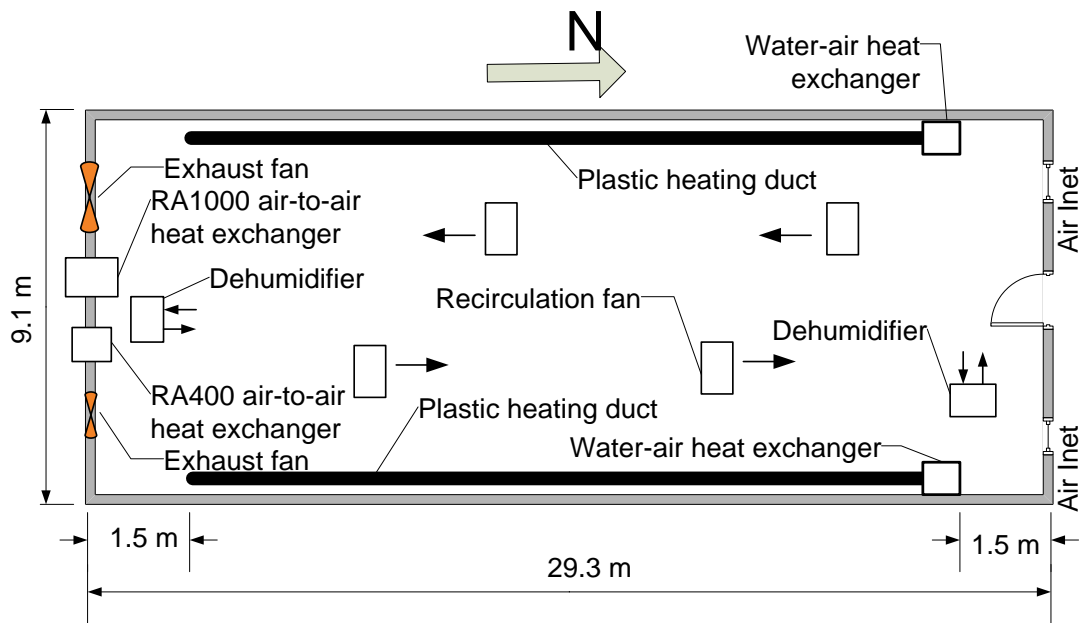 N
Water-air heat
exchanger
Exhaust fan
Plastic heating duct
RA1000 air-to-air
heat exchanger
Air Inet
Dehumidifier
9.1 m
Recirculation fan
Dehumidifier
RA400 air-to-air
heat exchanger
Plastic heating duct
Exhaust fan
Water-air heat exchanger
Air Inet
1.5 m
1.5 m
29.3 m